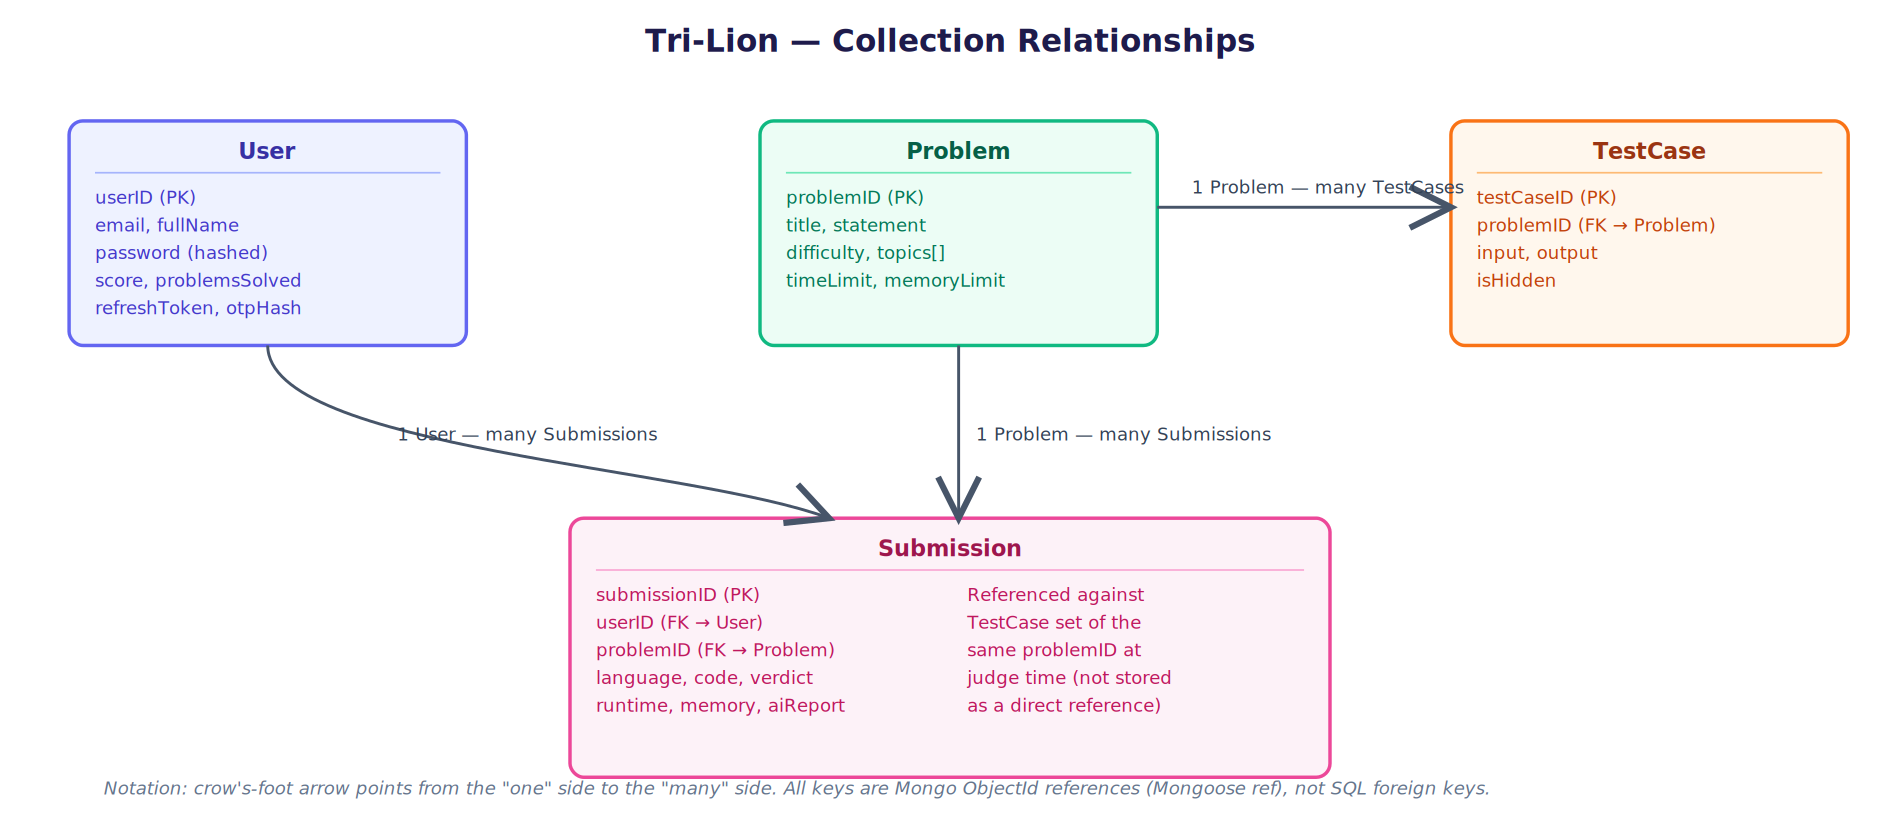 Tri-Lion — Collection Relationships
User
userID (PK)
email, fullName
password (hashed)
score, problemsSolved
refreshToken, otpHash
Problem
problemID (PK)
title, statement
difficulty, topics[]
timeLimit, memoryLimit
1 Problem — many TestCases
TestCase
testCaseID (PK)
problemID (FK → Problem)
input, output
isHidden
1 User — many Submissions
1 Problem — many Submissions
Submission
submissionID (PK)
userID (FK → User)
problemID (FK → Problem)
language, code, verdict
runtime, memory, aiReport
Referenced against
TestCase set of the
same problemID at
judge time (not stored
as a direct reference)
Notation: crow's-foot arrow points from the "one" side to the "many" side. All keys are Mongo ObjectId references (Mongoose ref), not SQL foreign keys.